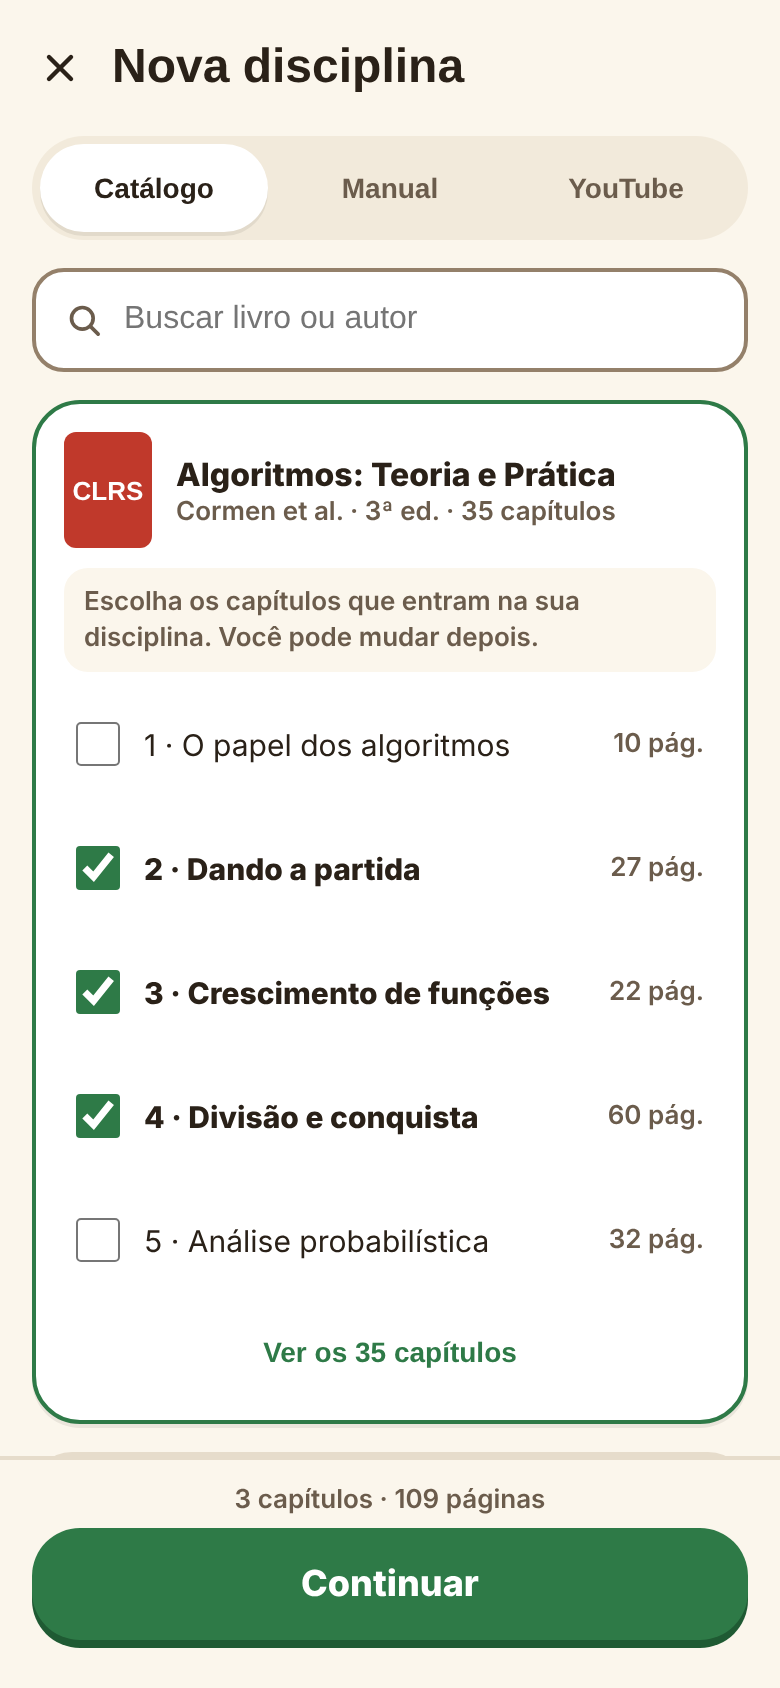 Nova disciplina
Catálogo
Manual
YouTube
Buscar livro ou autor
CLRS
Algoritmos: Teoria e Prática
Cormen et al. · 3ª ed. · 35 capítulos
Escolha os capítulos que entram na sua
disciplina. Você pode mudar depois.
1 · O papel dos algoritmos 10 pág.
2 · Dando a partida 27 pág.
3 · Crescimento de funções 22 pág.
4 · Divisão e conquista 60 pág.
5 · Análise probabilística 32 pág.
Ver os 35 capítulos
3 capítulos · 109 páginas
Continuar